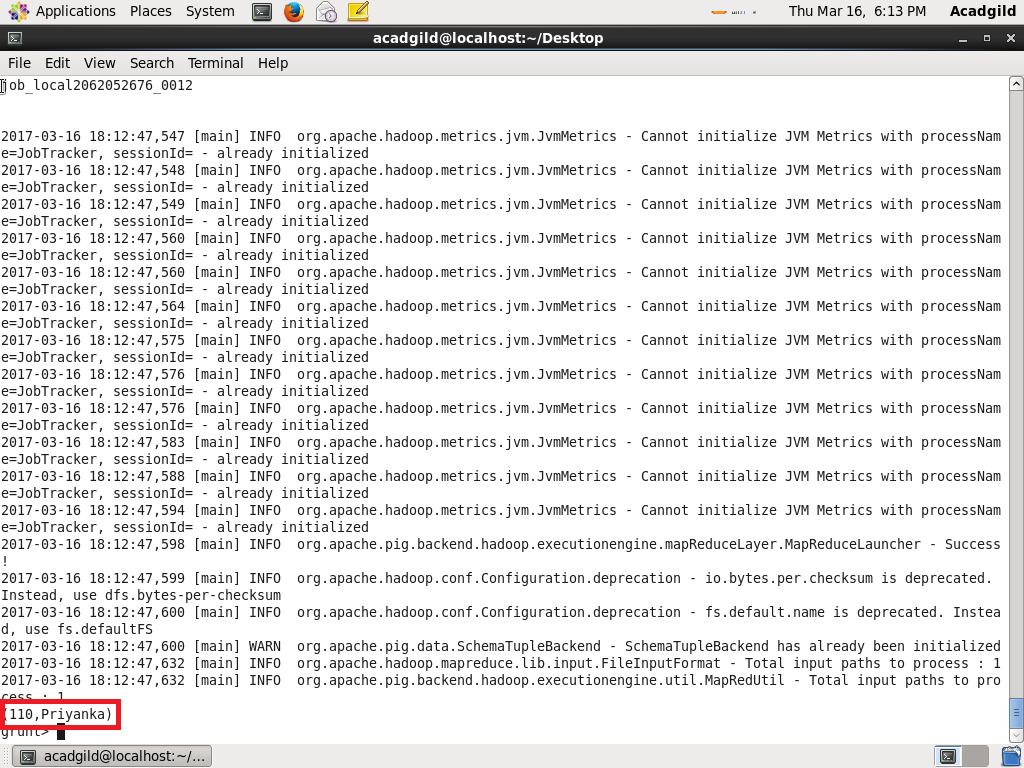 Applications Places System Thu Mar 16, 6:13 PM Acadgild
acadgild@localhost:~/Desktop
File Edit View Search Terminal Help
job_local2062052676_0012
2017-03-16 18:12:47,547 [main] INFO  org.apache.hadoop.metrics.jvm.JvmMetrics - Cannot initialize JVM Metrics with processNam
e=JobTracker, sessionId= - already initialized
2017-03-16 18:12:47,548 [main] INFO  org.apache.hadoop.metrics.jvm.JvmMetrics - Cannot initialize JVM Metrics with processNam
e=JobTracker, sessionId= - already initialized
2017-03-16 18:12:47,549 [main] INFO  org.apache.hadoop.metrics.jvm.JvmMetrics - Cannot initialize JVM Metrics with processNam
e=JobTracker, sessionId= - already initialized
2017-03-16 18:12:47,560 [main] INFO  org.apache.hadoop.metrics.jvm.JvmMetrics - Cannot initialize JVM Metrics with processNam
e=JobTracker, sessionId= - already initialized
2017-03-16 18:12:47,560 [main] INFO  org.apache.hadoop.metrics.jvm.JvmMetrics - Cannot initialize JVM Metrics with processNam
e=JobTracker, sessionId= - already initialized
2017-03-16 18:12:47,564 [main] INFO  org.apache.hadoop.metrics.jvm.JvmMetrics - Cannot initialize JVM Metrics with processNam
e=JobTracker, sessionId= - already initialized
2017-03-16 18:12:47,575 [main] INFO  org.apache.hadoop.metrics.jvm.JvmMetrics - Cannot initialize JVM Metrics with processNam
e=JobTracker, sessionId= - already initialized
2017-03-16 18:12:47,576 [main] INFO  org.apache.hadoop.metrics.jvm.JvmMetrics - Cannot initialize JVM Metrics with processNam
e=JobTracker, sessionId= - already initialized
2017-03-16 18:12:47,576 [main] INFO  org.apache.hadoop.metrics.jvm.JvmMetrics - Cannot initialize JVM Metrics with processNam
e=JobTracker, sessionId= - already initialized
2017-03-16 18:12:47,583 [main] INFO  org.apache.hadoop.metrics.jvm.JvmMetrics - Cannot initialize JVM Metrics with processNam
e=JobTracker, sessionId= - already initialized
2017-03-16 18:12:47,588 [main] INFO  org.apache.hadoop.metrics.jvm.JvmMetrics - Cannot initialize JVM Metrics with processNam
e=JobTracker, sessionId= - already initialized
2017-03-16 18:12:47,594 [main] INFO  org.apache.hadoop.metrics.jvm.JvmMetrics - Cannot initialize JVM Metrics with processNam
e=JobTracker, sessionId= - already initialized
2017-03-16 18:12:47,598 [main] INFO  org.apache.pig.backend.hadoop.executionengine.mapReduceLayer.MapReduceLauncher - Success
!
2017-03-16 18:12:47,599 [main] INFO  org.apache.hadoop.conf.Configuration.deprecation - io.bytes.per.checksum is deprecated.
Instead, use dfs.bytes-per-checksum
2017-03-16 18:12:47,600 [main] INFO  org.apache.hadoop.conf.Configuration.deprecation - fs.default.name is deprecated. Instea
d, use fs.defaultFS
2017-03-16 18:12:47,600 [main] WARN  org.apache.pig.data.SchemaTupleBackend - SchemaTupleBackend has already been initialized
2017-03-16 18:12:47,632 [main] INFO  org.apache.hadoop.mapreduce.lib.input.FileInputFormat - Total input paths to process : 1
2017-03-16 18:12:47,632 [main] INFO  org.apache.pig.backend.hadoop.executionengine.util.MapRedUtil - Total input paths to pro
cess : 1
(110,Priyanka)
grunt>
acadgild@localhost:~/...